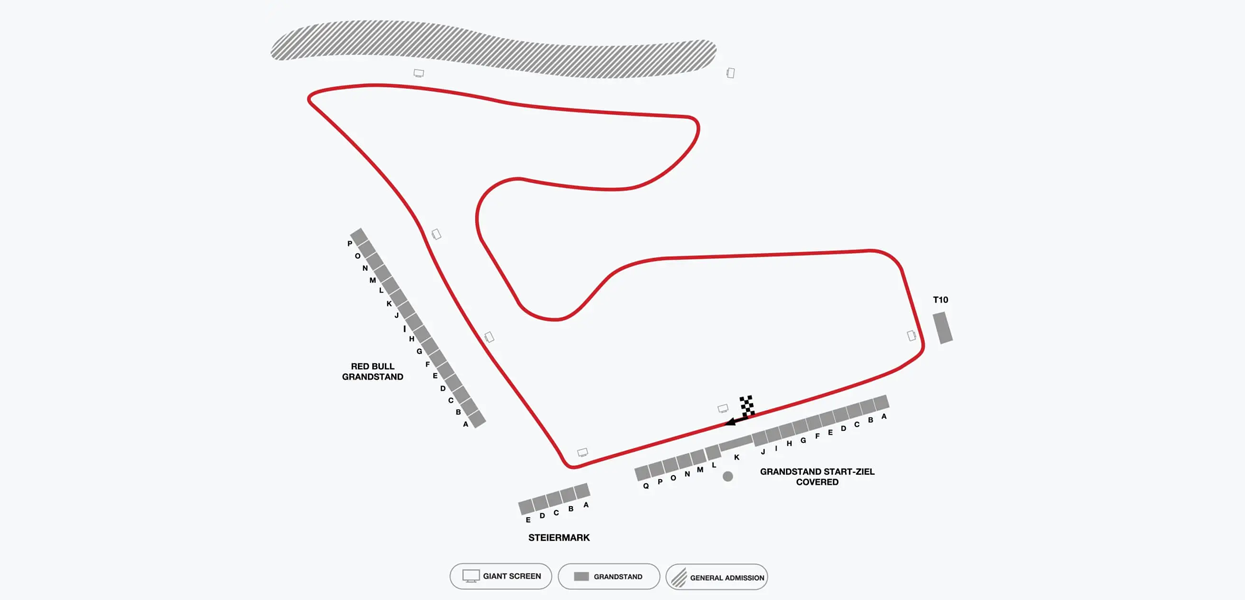 T10
P
O
N
M
L
K
J
I
H
G
F
E
D
C
B
A
RED BULL
GRANDSTAND
Q P O N M L K J I H G F E D C B A
GRANDSTAND START-ZIEL
COVERED
E D C B A
STEIERMARK
GIANT SCREEN
GRANDSTAND
GENERAL ADMISSION